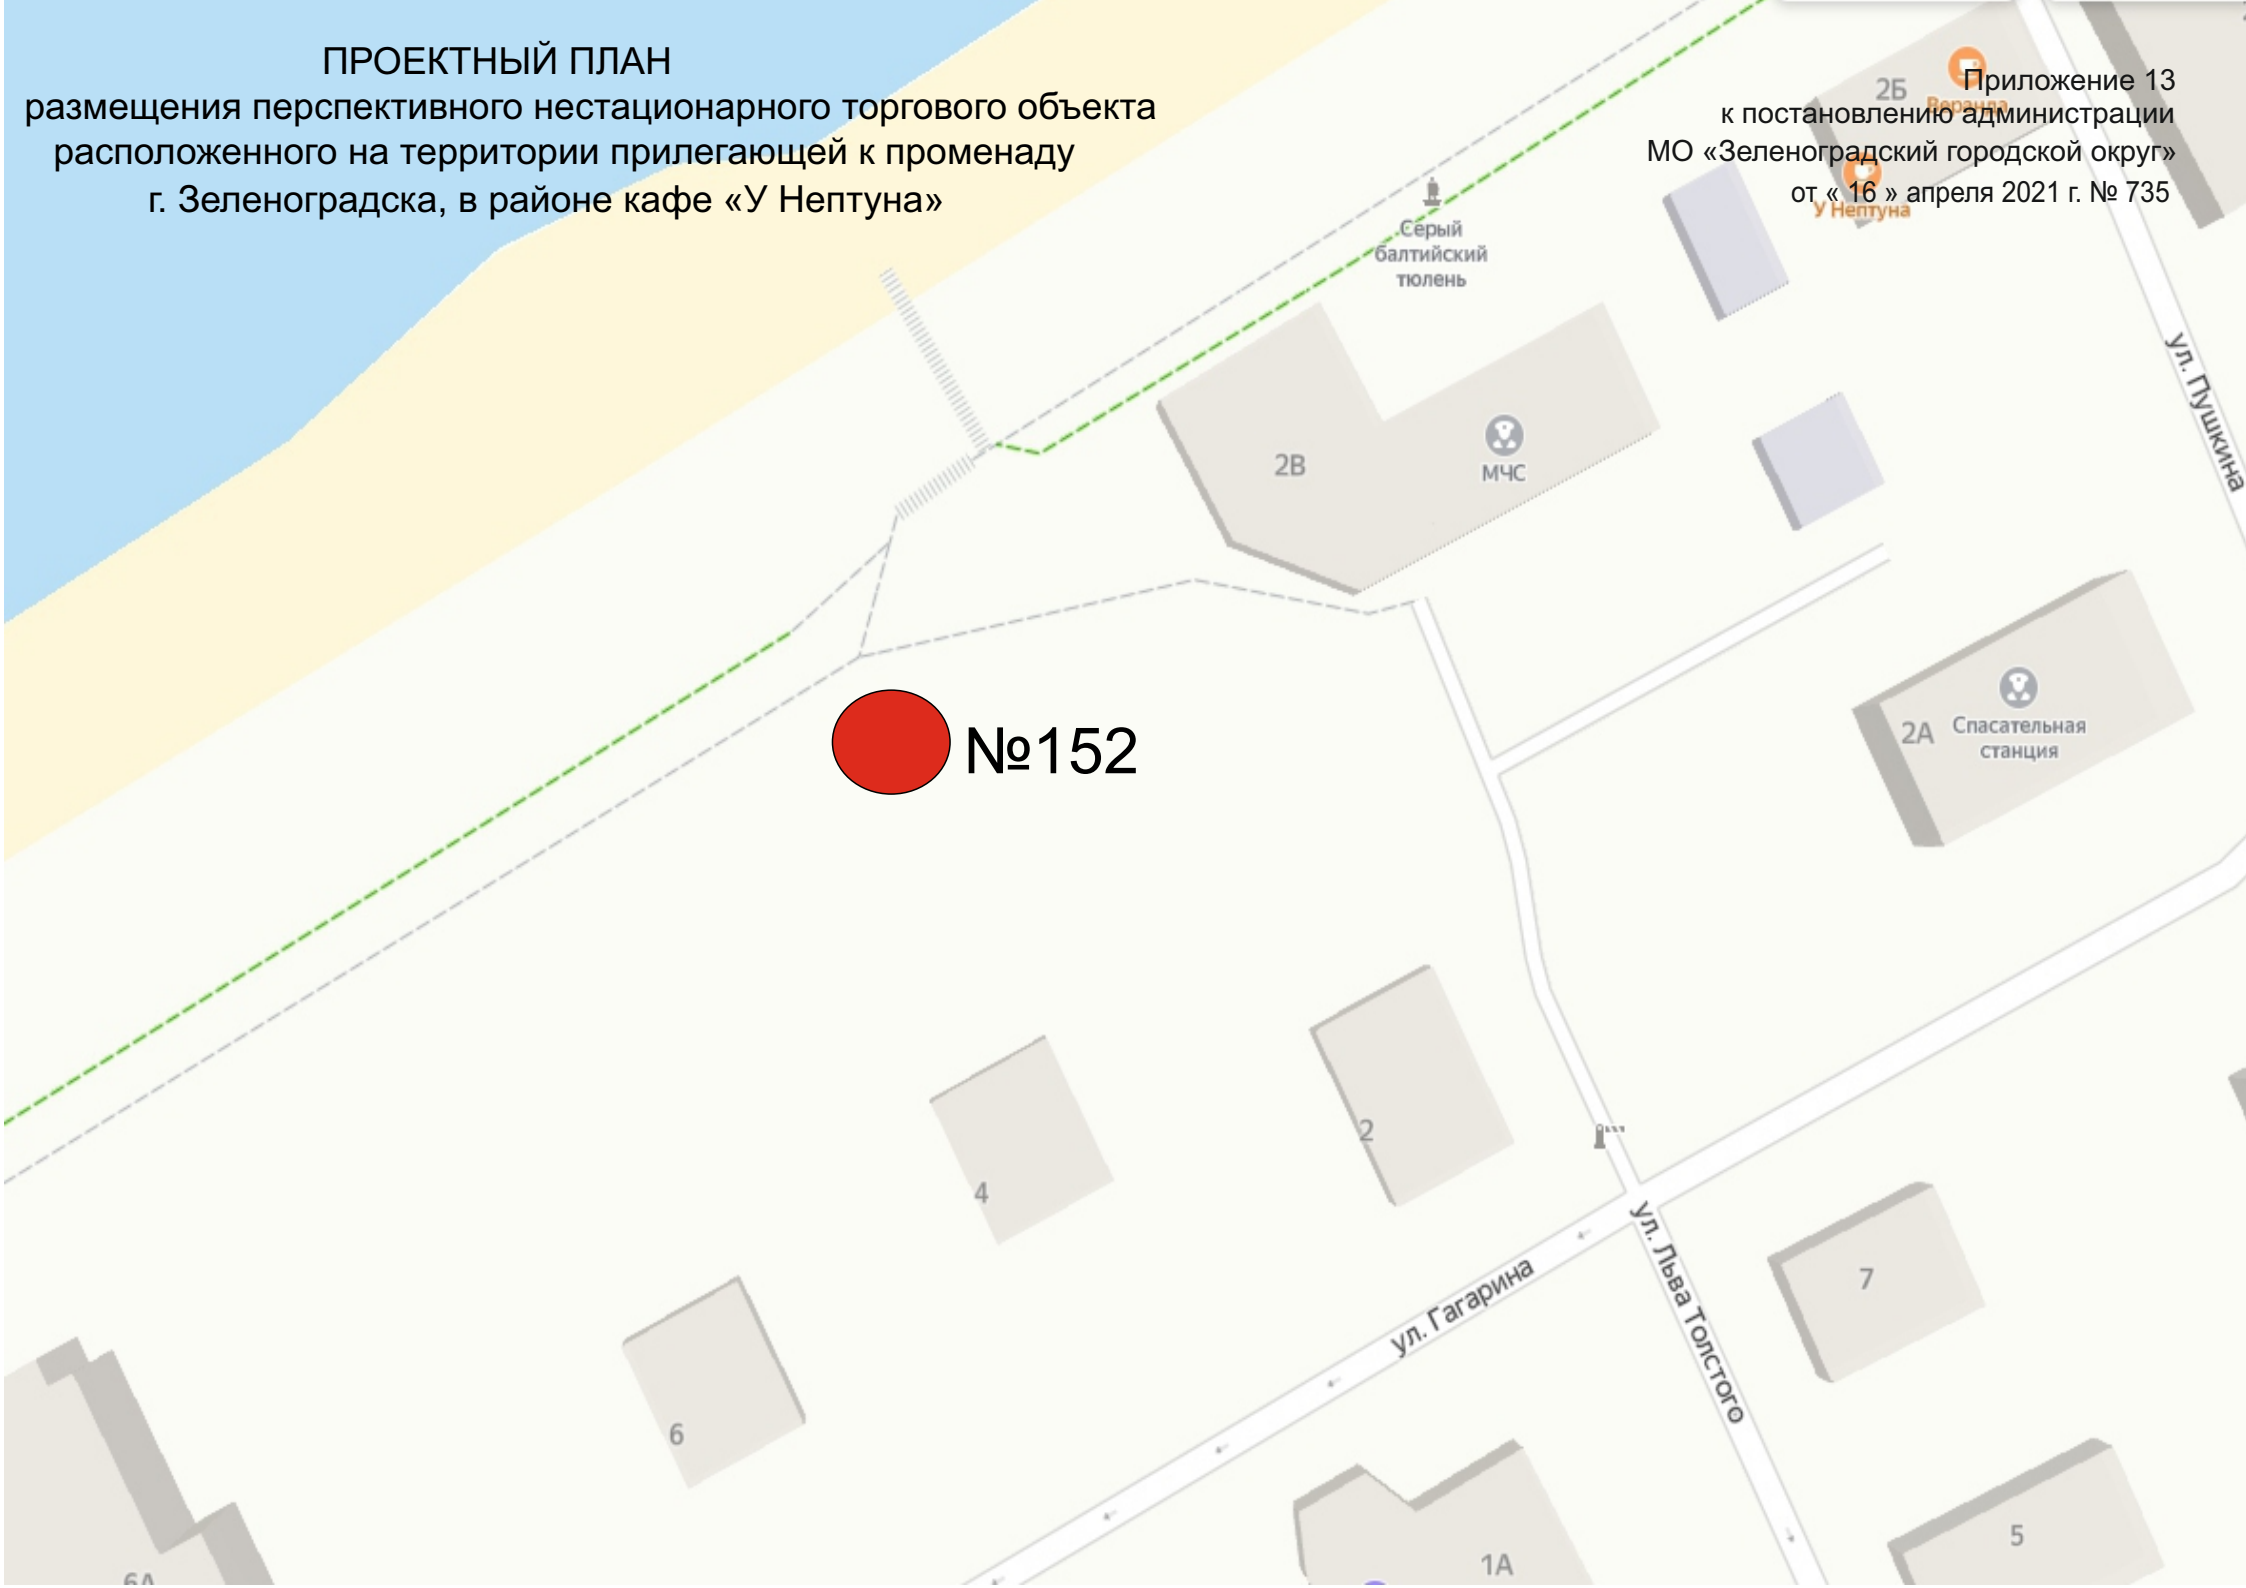 ПРОЕКТНЫЙ ПЛАН
размещения перспективного нестационарного торгового объекта
расположенного на территории прилегающей к променаду
г. Зеленоградска, в районе кафе «У Нептуна»
Приложение 13
к постановлению администрации
МО «Зеленоградский городской округ»
от « 16 » апреля 2021 г. № 735
2Б
Веранда
У Нептуна
Серый
балтийский
тюлень
ул. Пушкина
2В
МЧС
2А
Спасательная
станция
№152
2
4
6
6А
ул. Гагарина
ул. Льва Толстого
7
5
1А